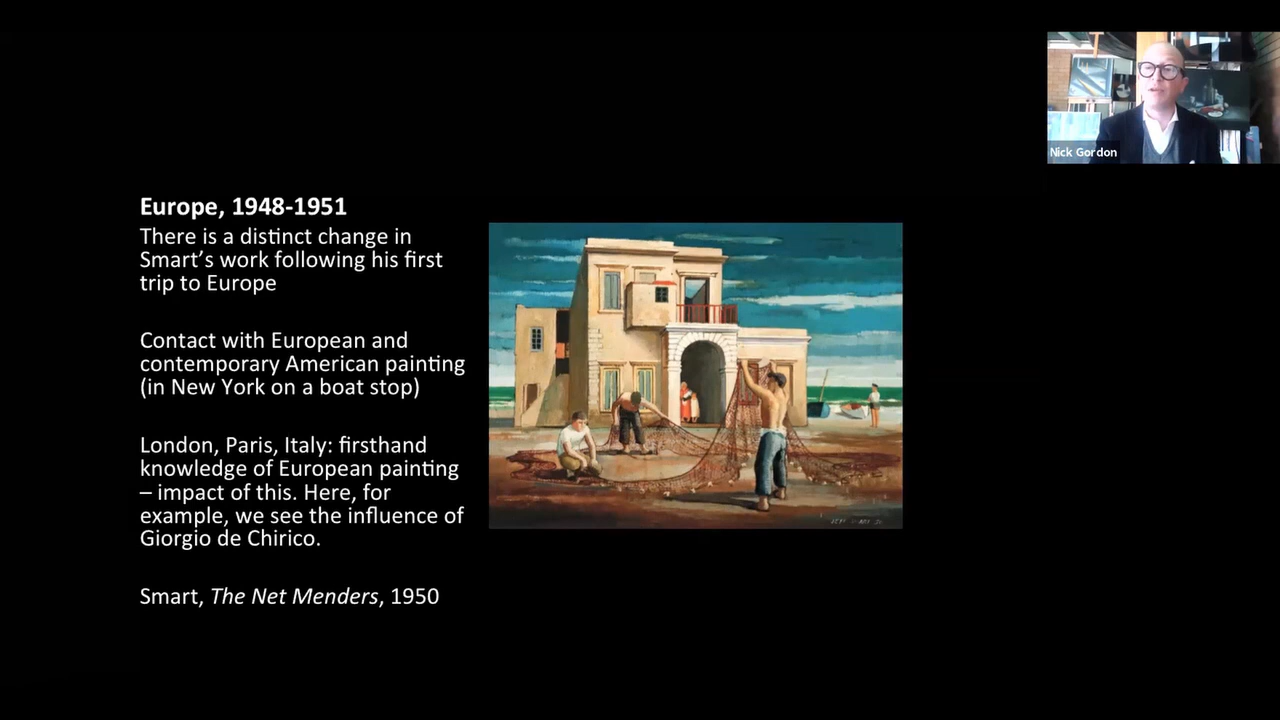 Nick Gordon
Europe, 1948-1951
There is a distinct change in
Smart’s work following his first
trip to Europe
Contact with European and
contemporary American painting
(in New York on a boat stop)
London, Paris, Italy: firsthand
knowledge of European painting
– impact of this. Here, for
example, we see the influence of
Giorgio de Chirico.
Smart, The Net Menders, 1950